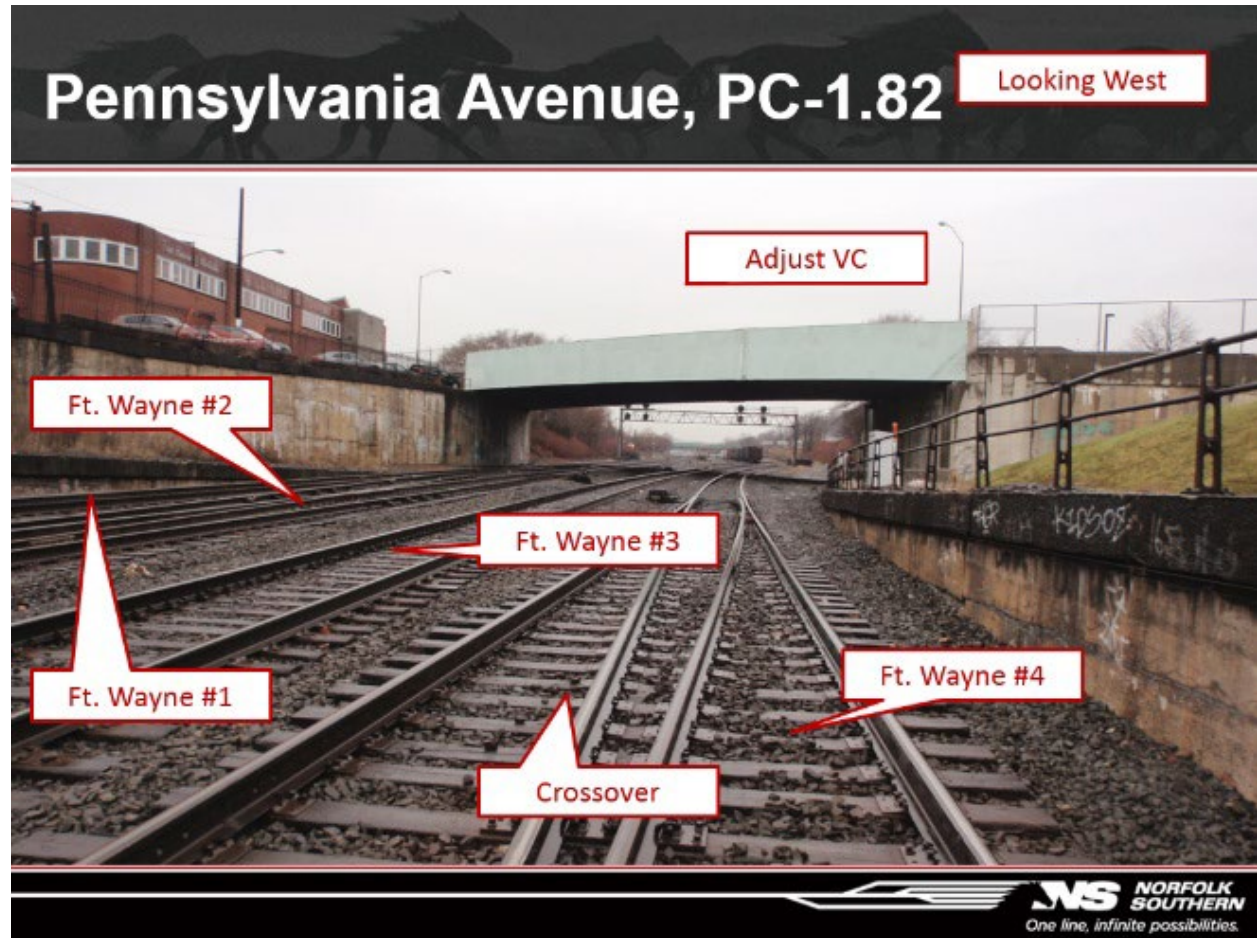 Pennsylvania Avenue, PC-1.82
Looking West
Adjust VC
Ft. Wayne #2
Ft. Wayne #3
Ft. Wayne #1
Ft. Wayne #4
Crossover
NS NORFOLK
SOUTHERN
One line, infinite possibilities.